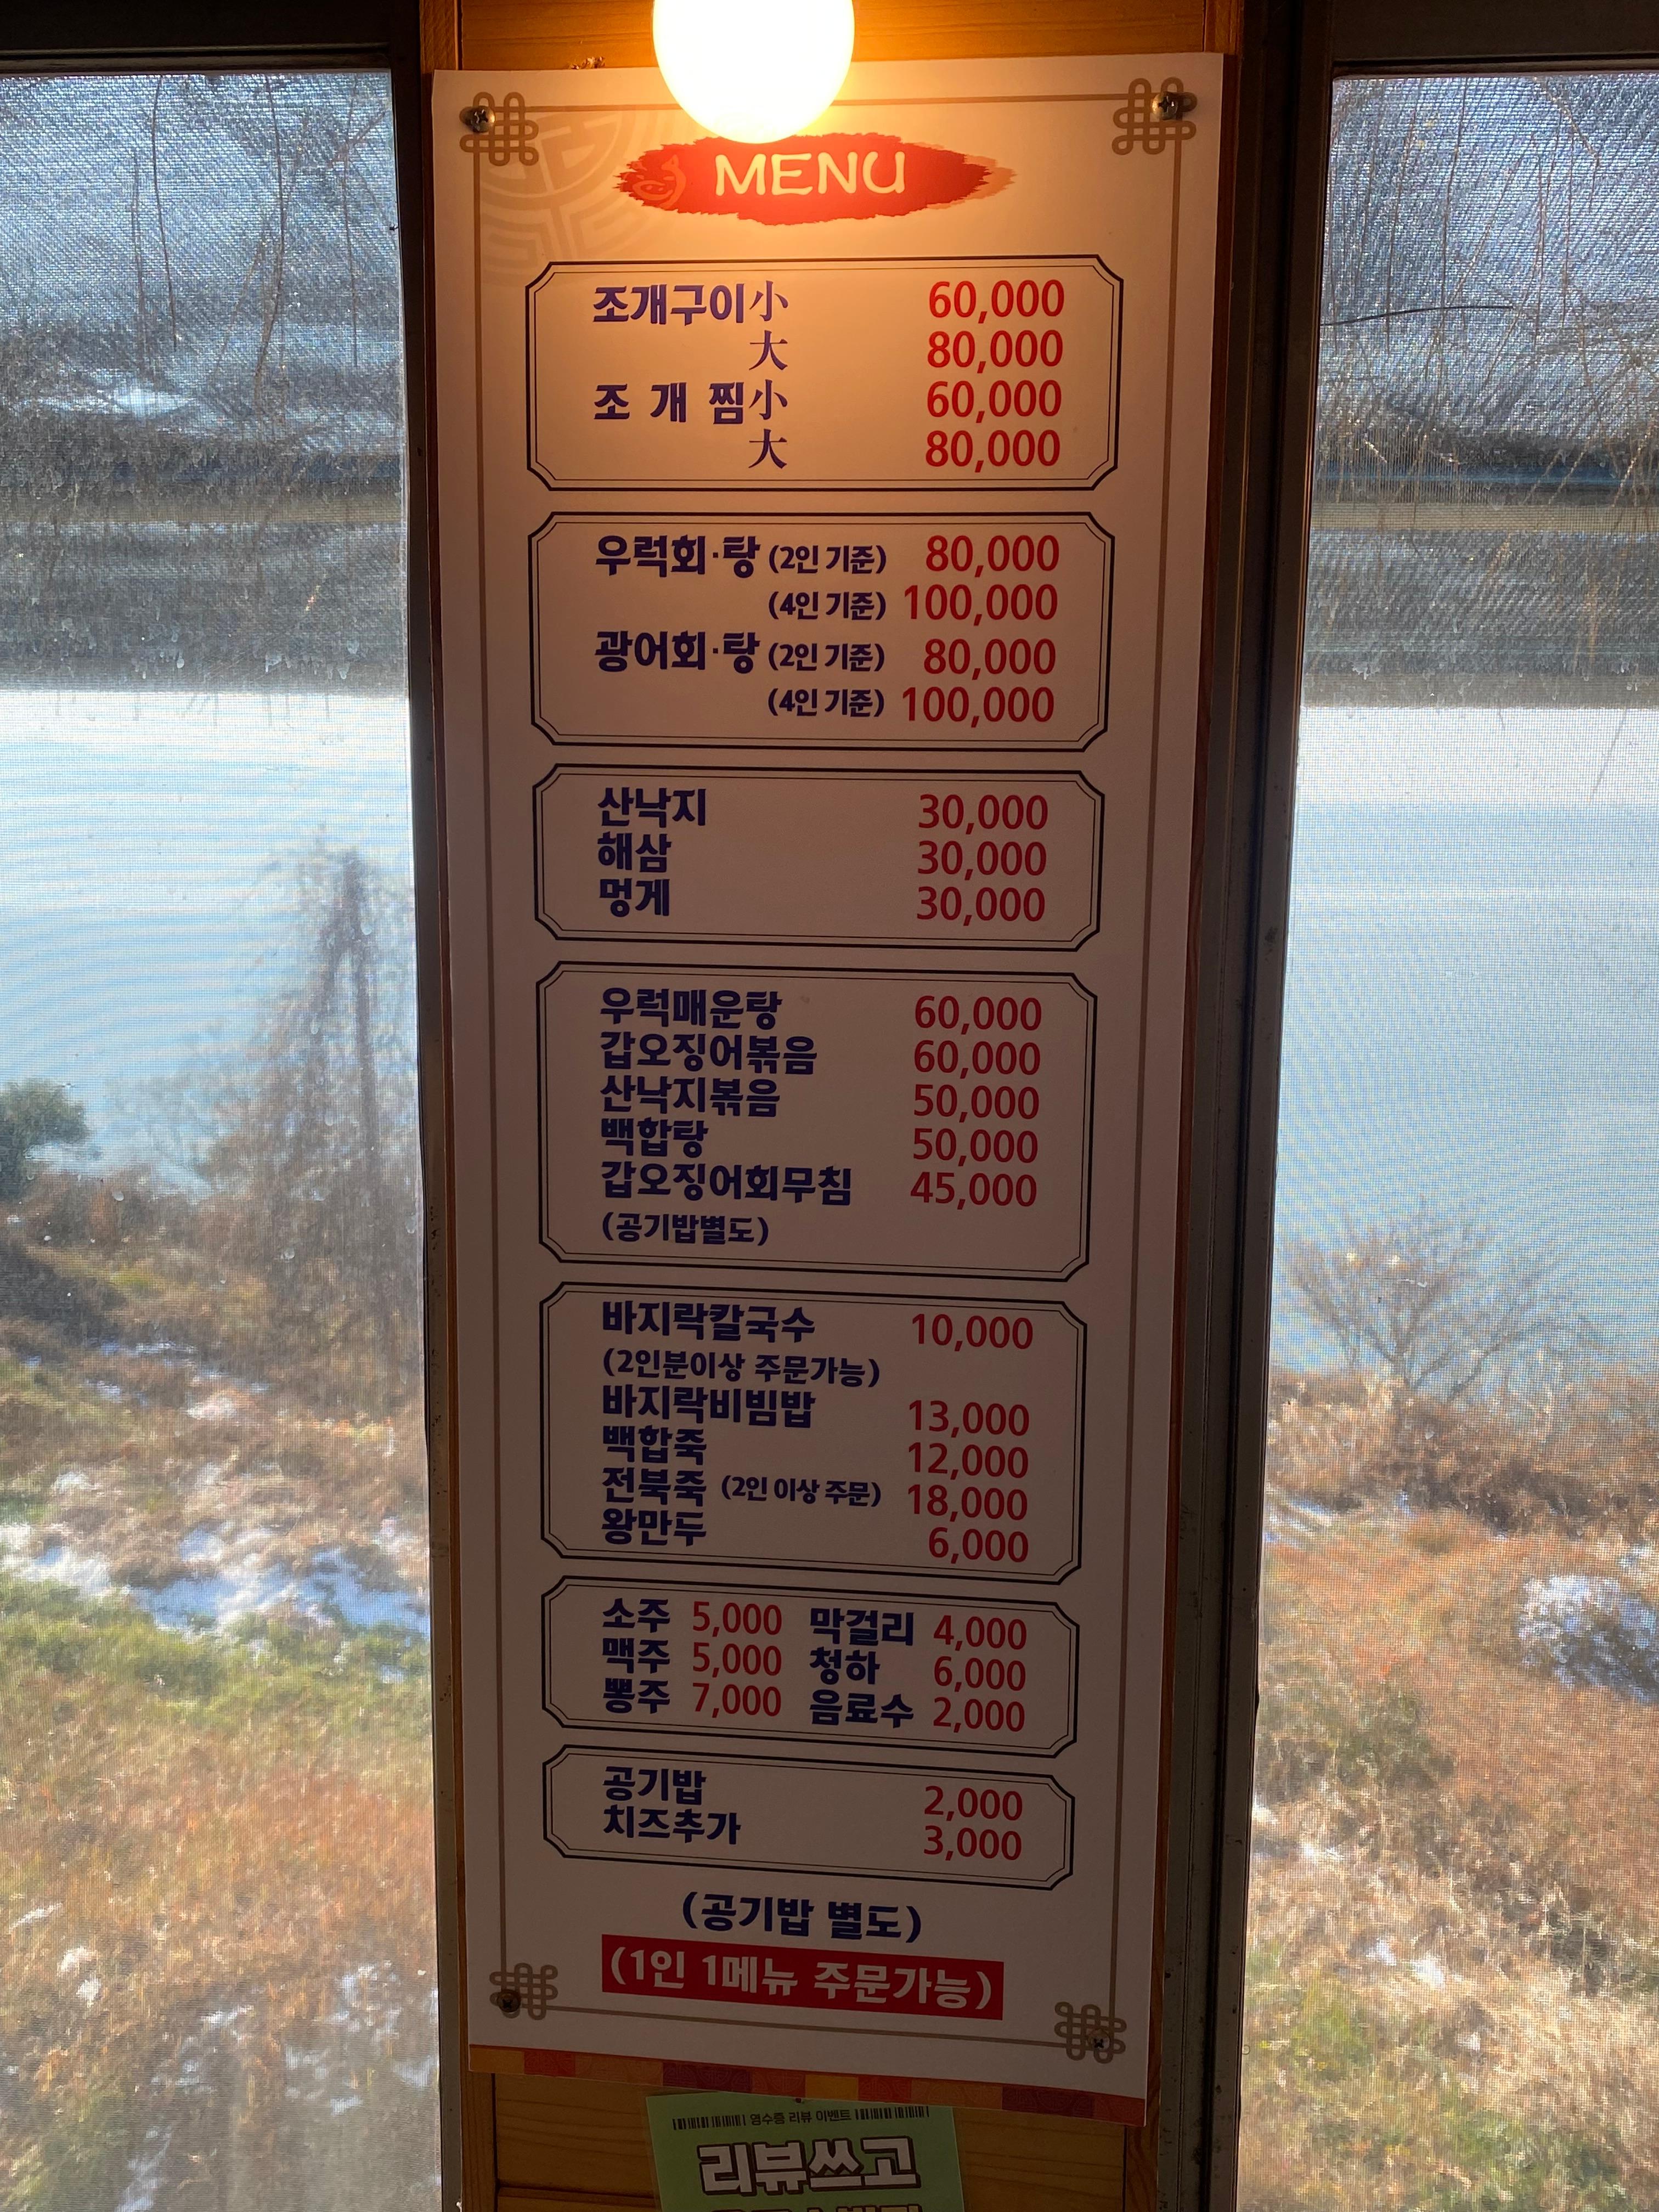 MENU
조개구이 小 60,000
大 80,000
조 개 찜 小 60,000
大 80,000
우럭회·탕 (2인 기준) 80,000
(4인 기준) 100,000
광어회·탕 (2인 기준) 80,000
(4인 기준) 100,000
산낙지 30,000
해삼 30,000
멍게 30,000
우럭매운탕 60,000
갑오징어볶음 60,000
산낙지볶음 50,000
백합탕 50,000
갑오징어회무침 45,000
(공기밥별도)
바지락칼국수 10,000
(2인분이상 주문가능)
바지락비빔밥 13,000
백합죽 12,000
전복죽 (2인 이상 주문) 18,000
왕만두 6,000
소주 5,000 막걸리 4,000
맥주 5,000 청하 6,000
뽕주 7,000 음료수 2,000
공기밥 2,000
치즈추가 3,000
(공기밥 별도)
(1인 1메뉴 주문가능)
영수증 리뷰 이벤트
리뷰쓰고